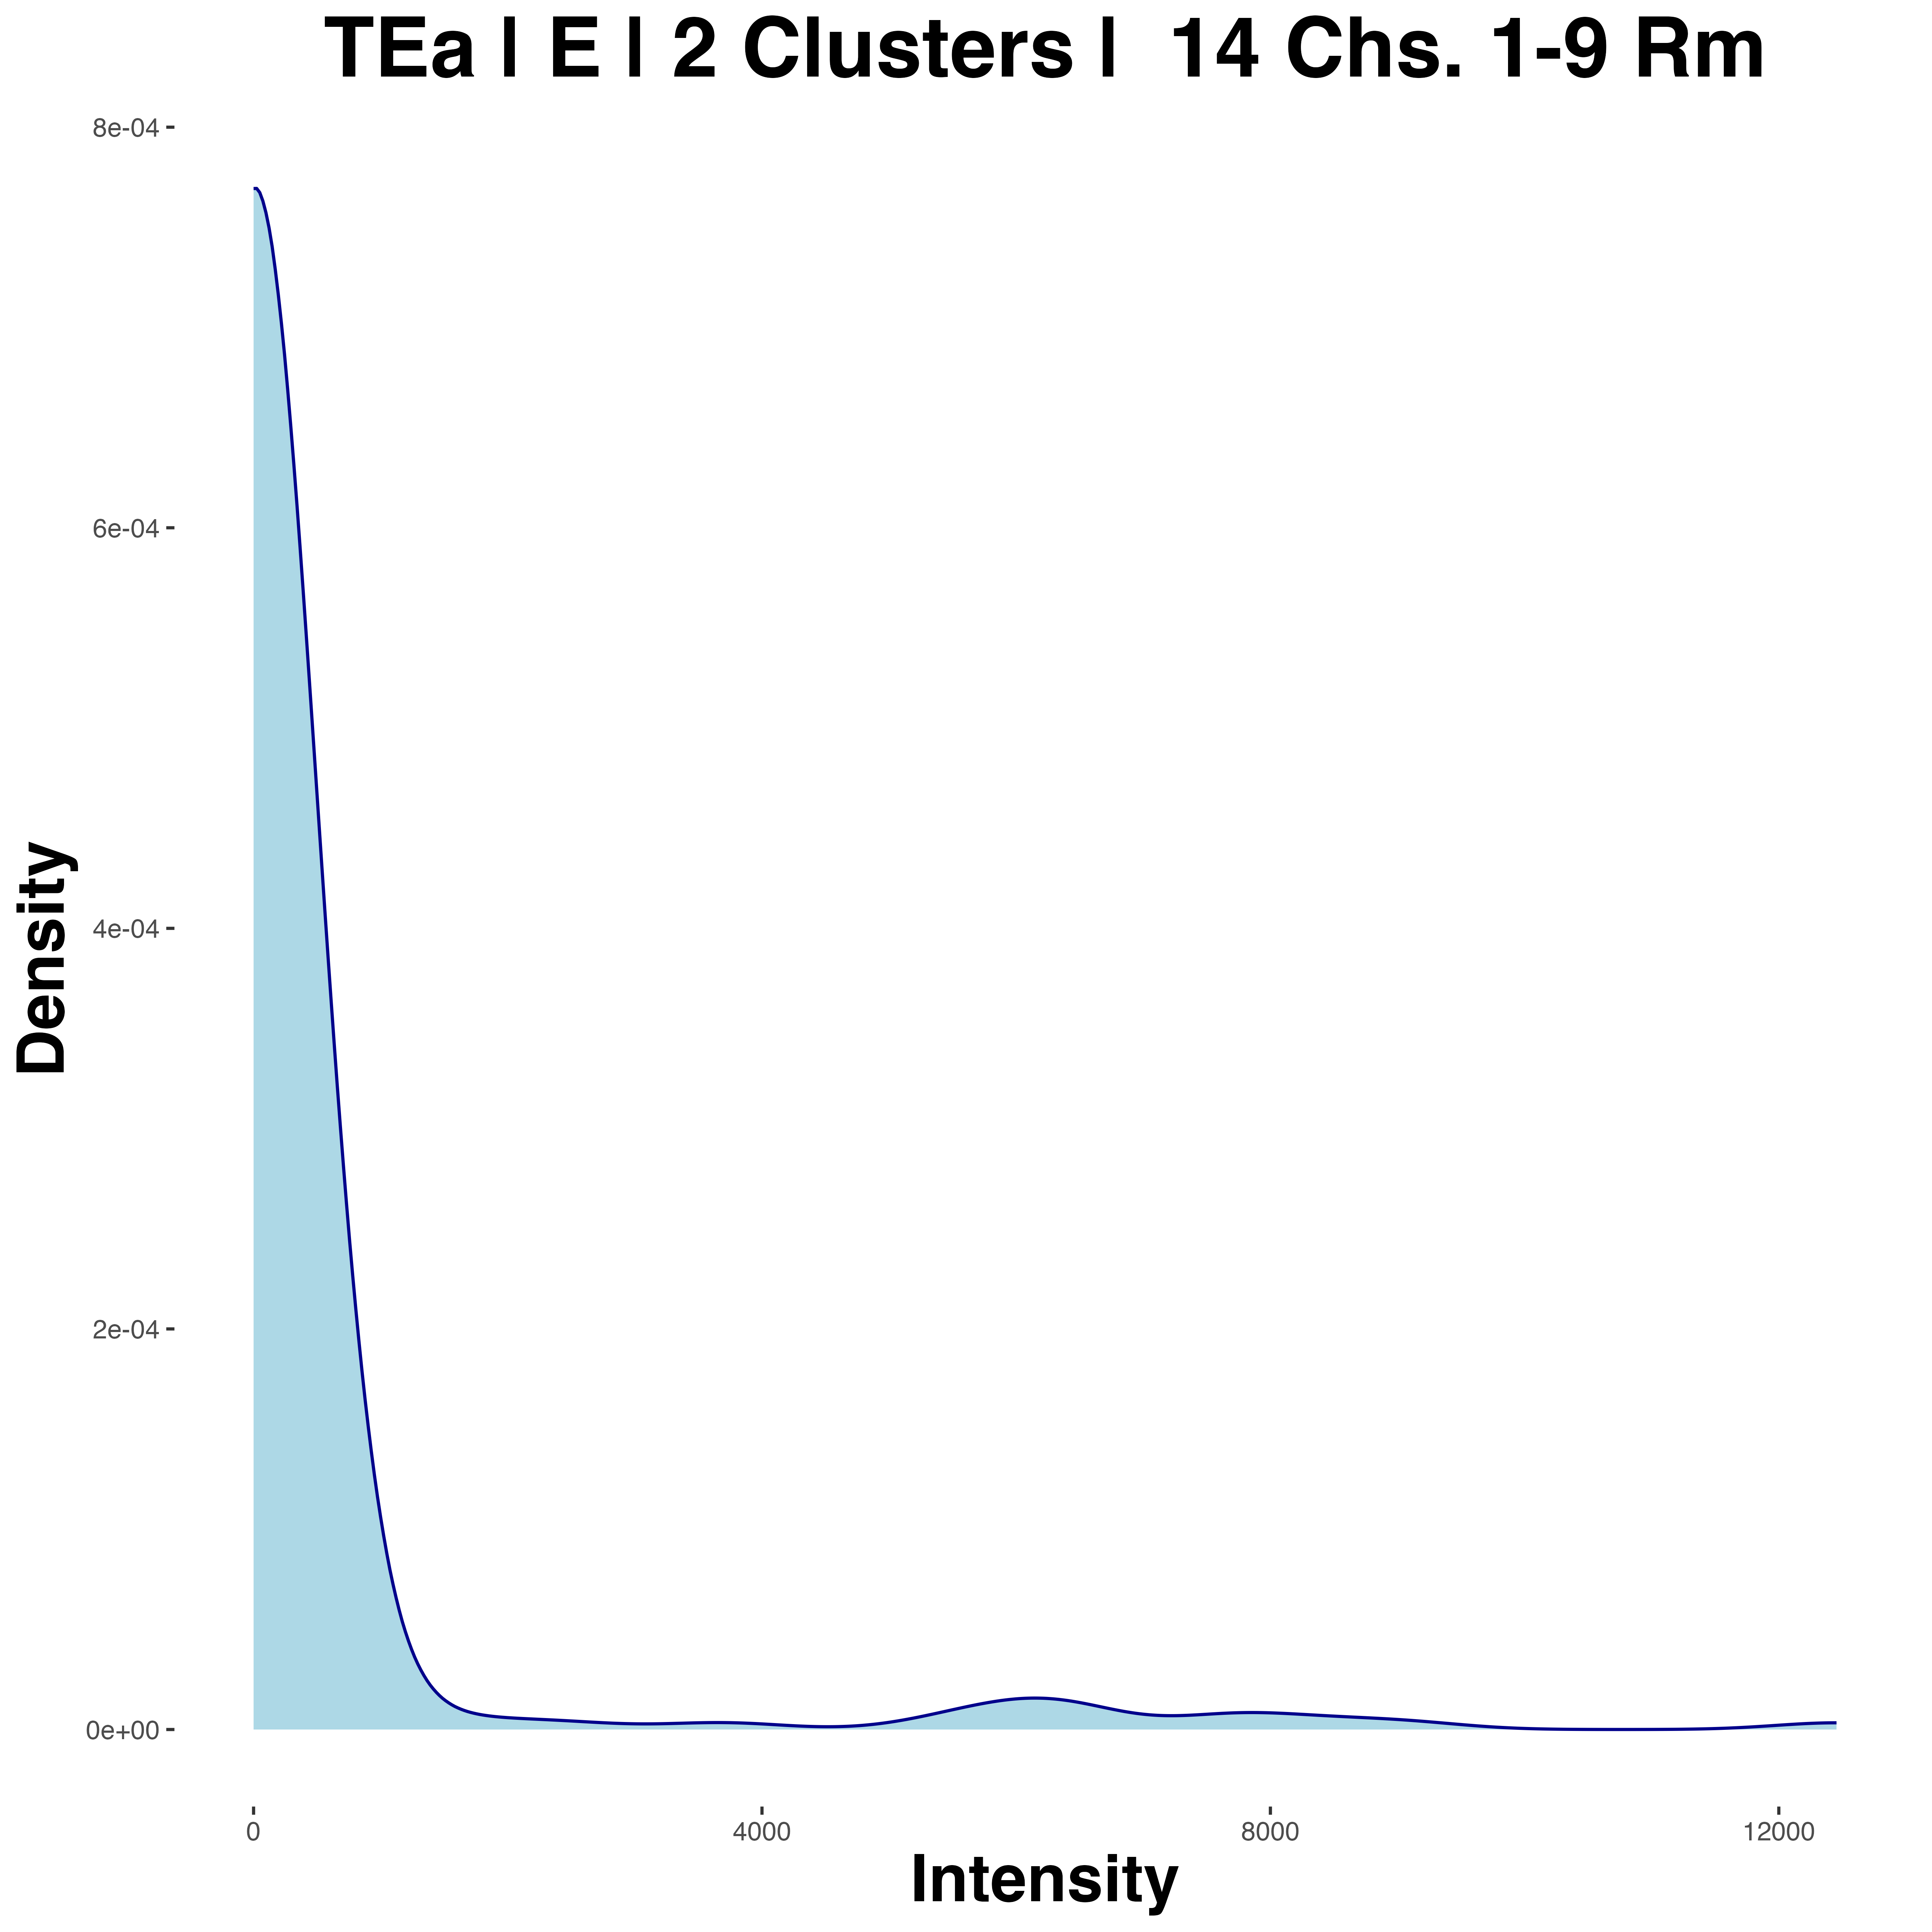 TEa | E | 2 Clusters |  14 Chs. 1-9 Rm
8e-04
6e-04
4e-04
2e-04
0e+00
Density
0 4000 8000 12000
Intensity